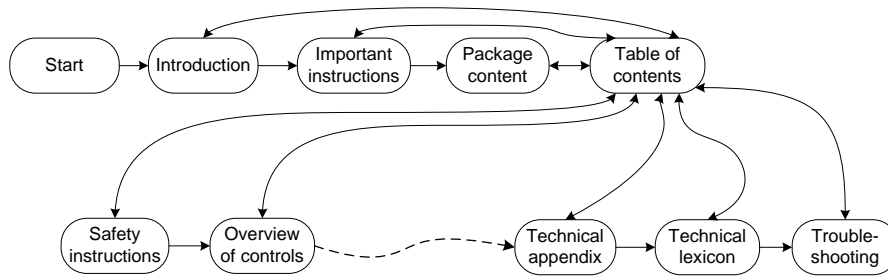 Start
Introduction
Important
instructions
Package
content
Table of
contents
Safety
instructions
Overview
of controls
Technical
appendix
Technical
lexicon
Trouble-
shooting